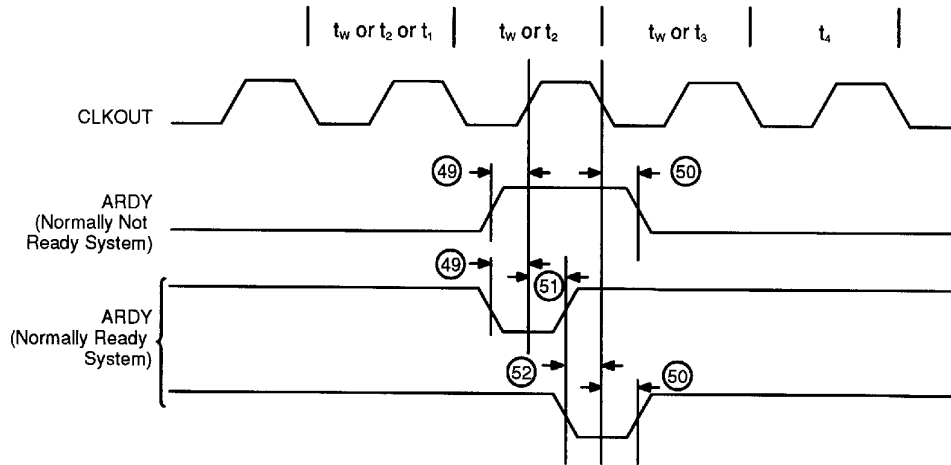 tW or t2 or t1
tW or t2
tW or t3
t4
CLKOUT
49
50
ARDY
(Normally Not
Ready System)
49
51
ARDY
(Normally Ready
System)
52
50